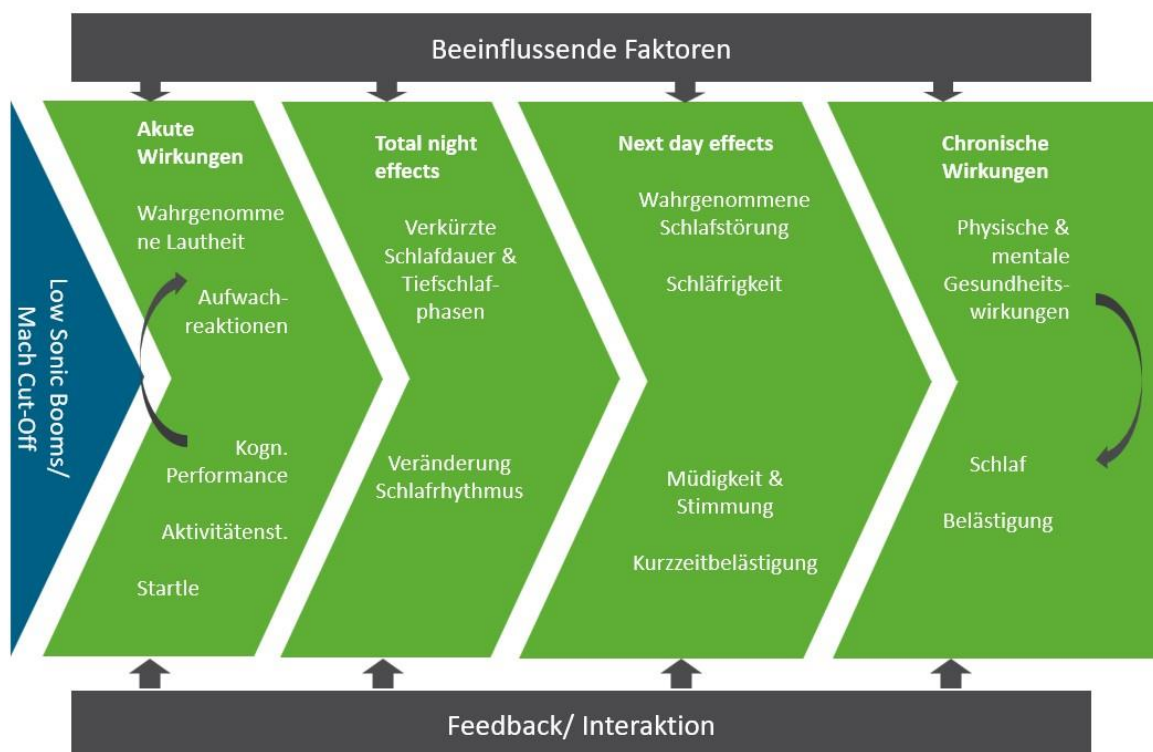 Beeinflussende Faktoren
Low Sonic Booms/
Mach Cut-Off
Akute
Wirkungen
Wahrgenomme
ne Lautheit
Aufwach-
reaktionen
Kogn.
Performance
Aktivitätenst.
Startle
Total night
effects
Verkürzte
Schlafdauer &
Tiefschlaf-
phasen
Veränderung
Schlafrhythmus
Next day effects
Wahrgenommene
Schlafstörung
Schläfrigkeit
Müdigkeit &
Stimmung
Kurzzeitbelästigung
Chronische
Wirkungen
Physische &
mentale
Gesundheits-
wirkungen
Schlaf
Belästigung
Feedback/ Interaktion